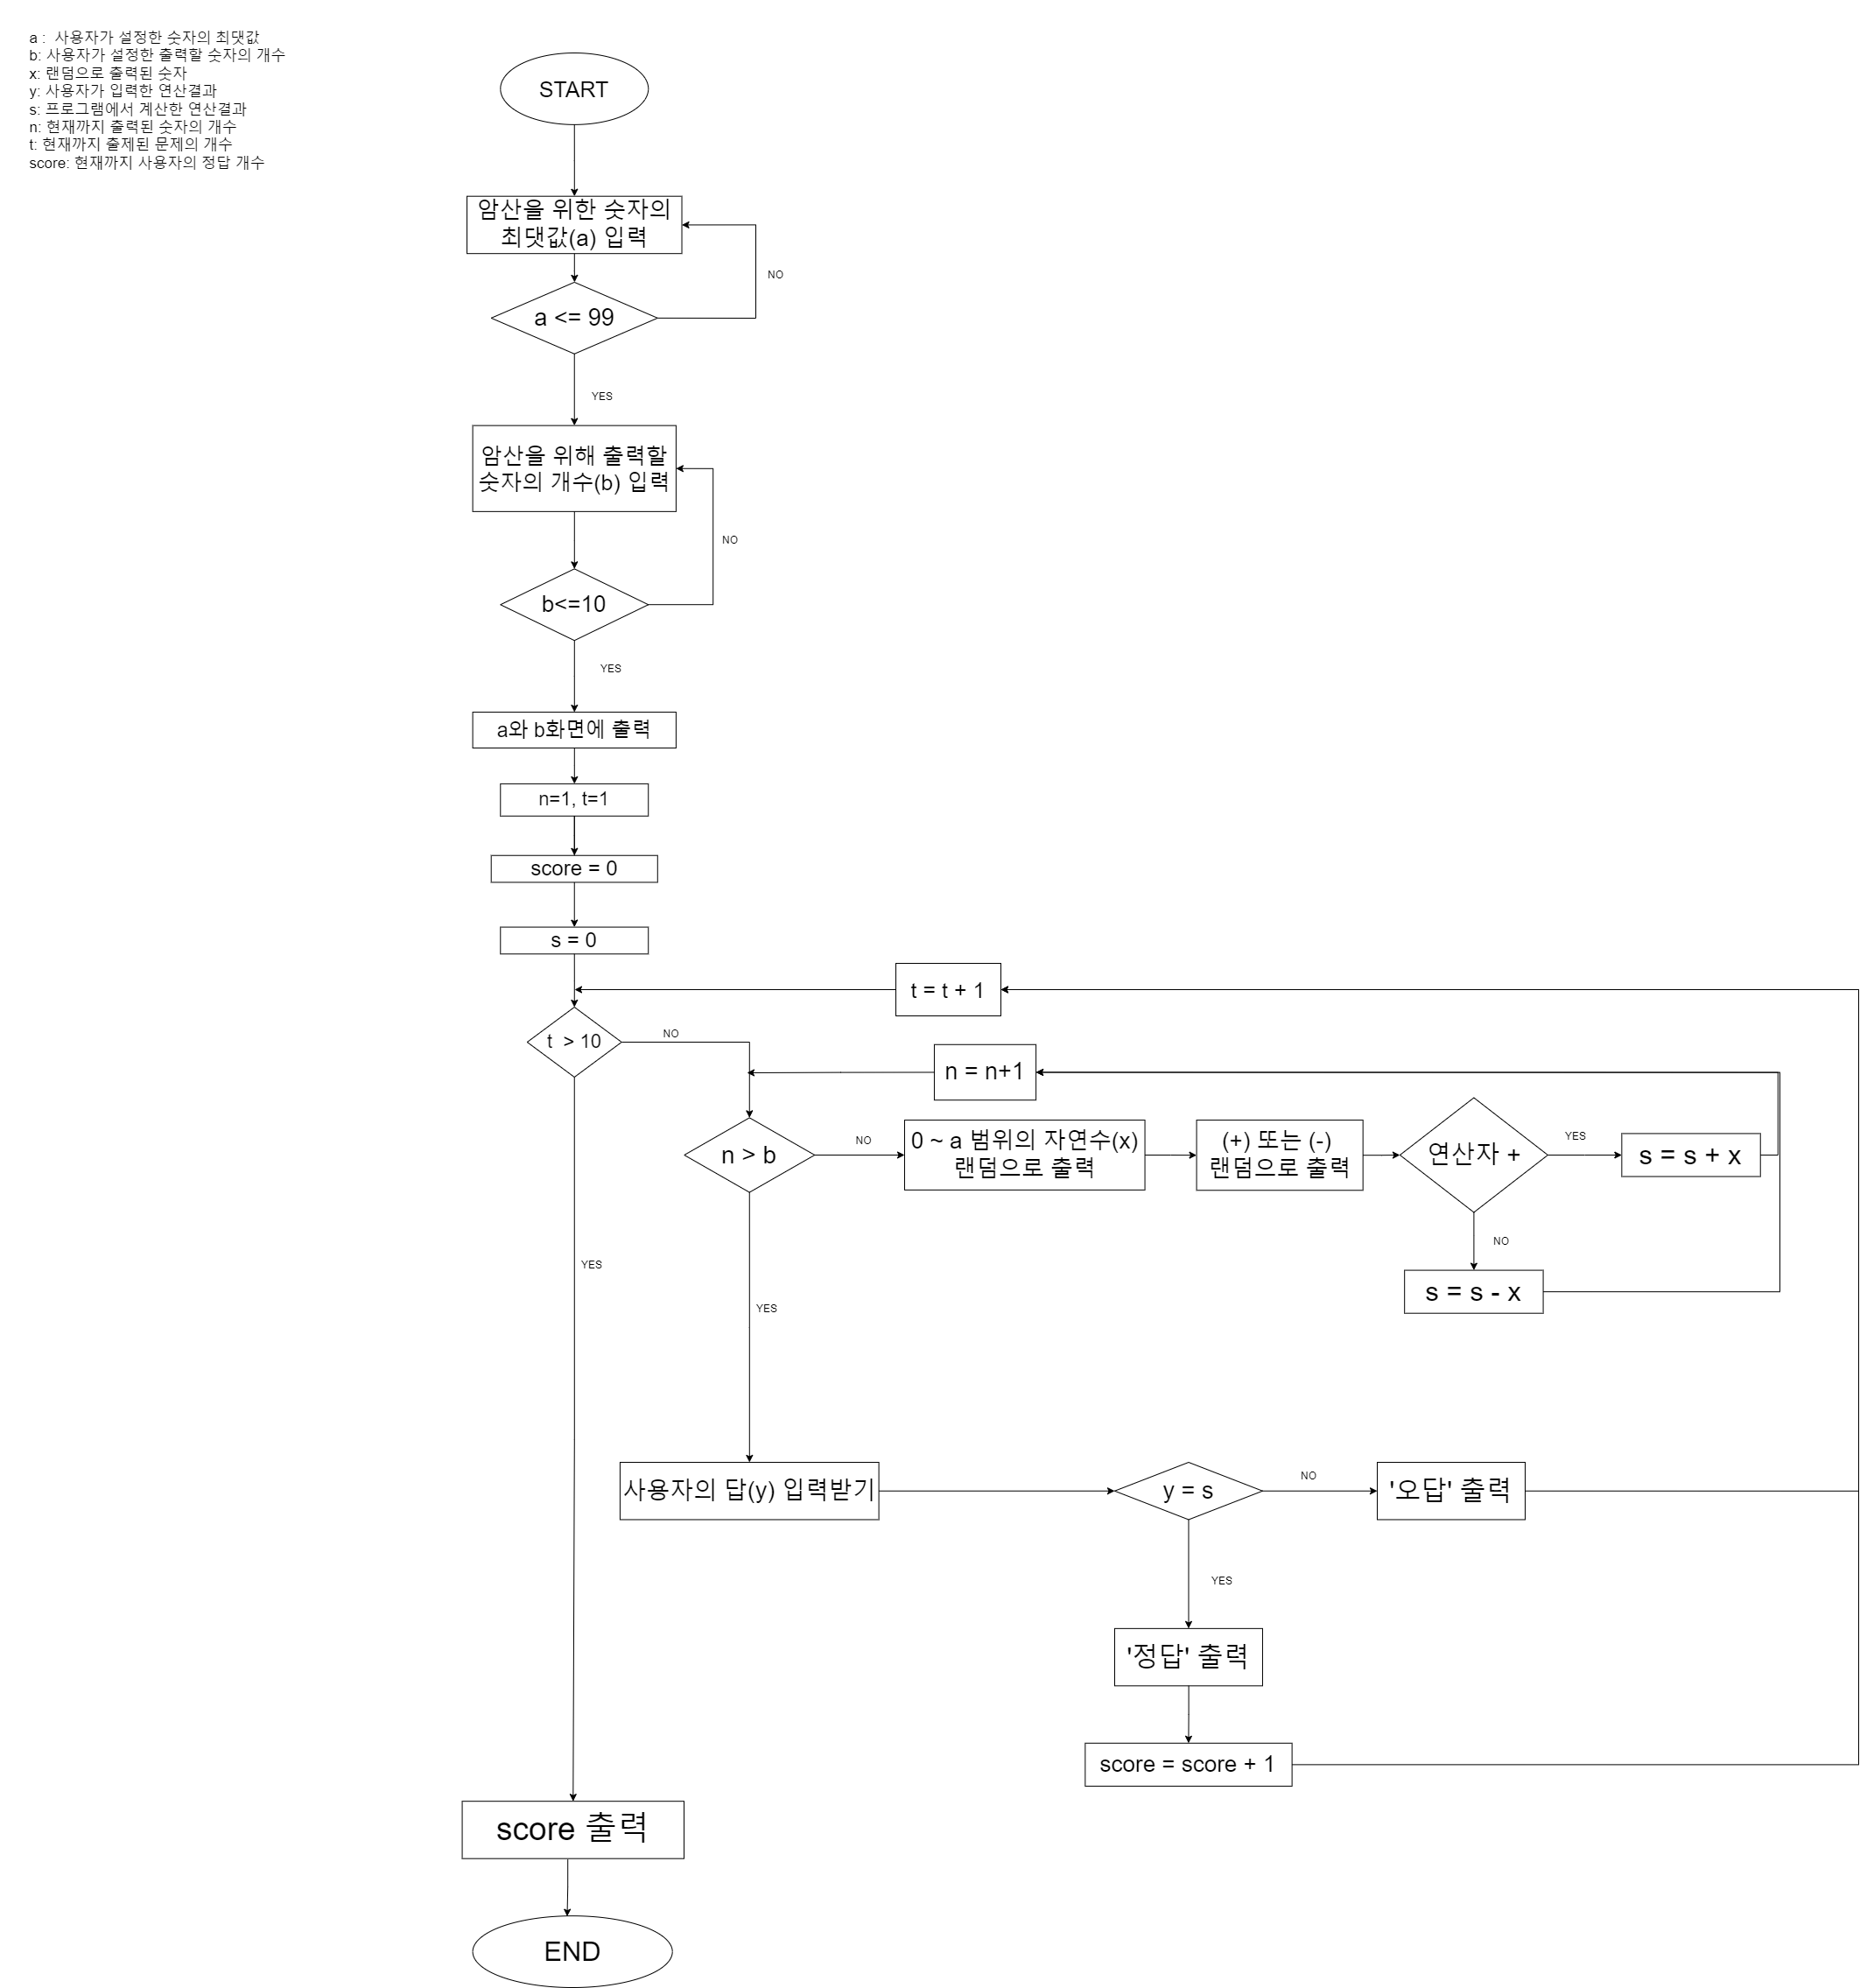 a :  사용자가 설정한 숫자의 최댓값
b: 사용자가 설정한 출력할 숫자의 개수
x: 랜덤으로 출력된 숫자
y: 사용자가 입력한 연산결과
s: 프로그램에서 계산한 연산결과
n: 현재까지 출력된 숫자의 개수
t: 현재까지 출제된 문제의 개수
score: 현재까지 사용자의 정답 개수
START
암산을 위한 숫자의
최댓값(a) 입력
NO
a <= 99
YES
암산을 위해 출력할
숫자의 개수(b) 입력
NO
b<=10
YES
a와 b화면에 출력
n=1, t=1
score = 0
s = 0
t = t + 1
t  > 10
NO
n = n+1
n > b
NO
0 ~ a 범위의 자연수(x)
랜덤으로 출력
(+) 또는 (-)
랜덤으로 출력
연산자 +
YES
s = s + x
NO
s = s - x
YES
YES
사용자의 답(y) 입력받기
y = s
NO
'오답' 출력
YES
'정답' 출력
score = score + 1
score 출력
END